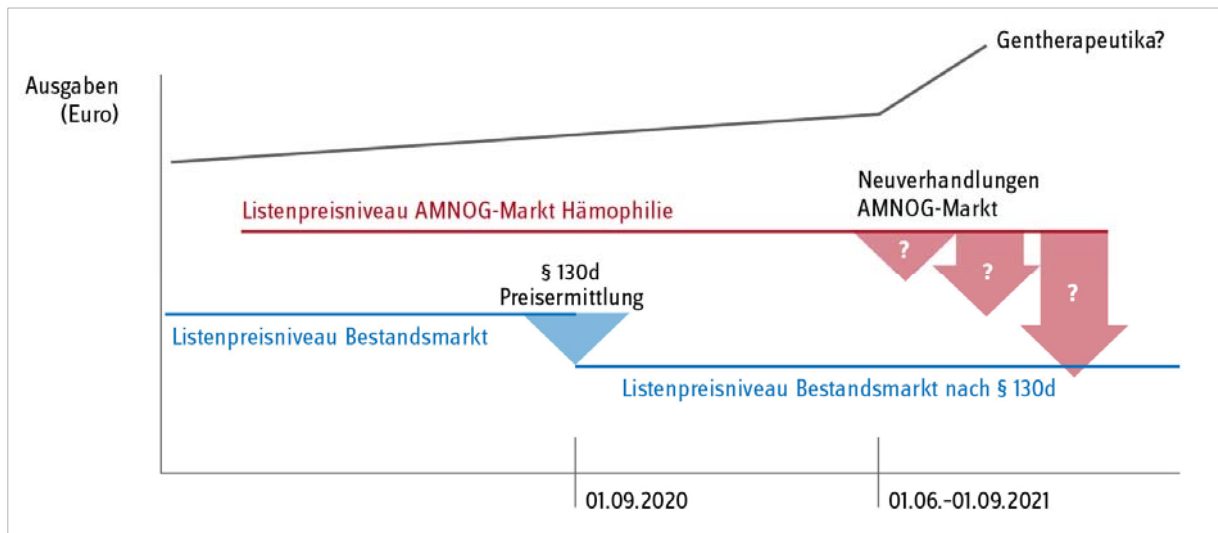 Gentherapeutika?
Ausgaben
(Euro)
Neuverhandlungen
AMNOG-Markt
Listenpreisniveau AMNOG-Markt Hämophilie
?
?
?
§ 130d
Preisermittlung
Listenpreisniveau Bestandsmarkt
Listenpreisniveau Bestandsmarkt nach § 130d
01.09.2020
01.06.–01.09.2021